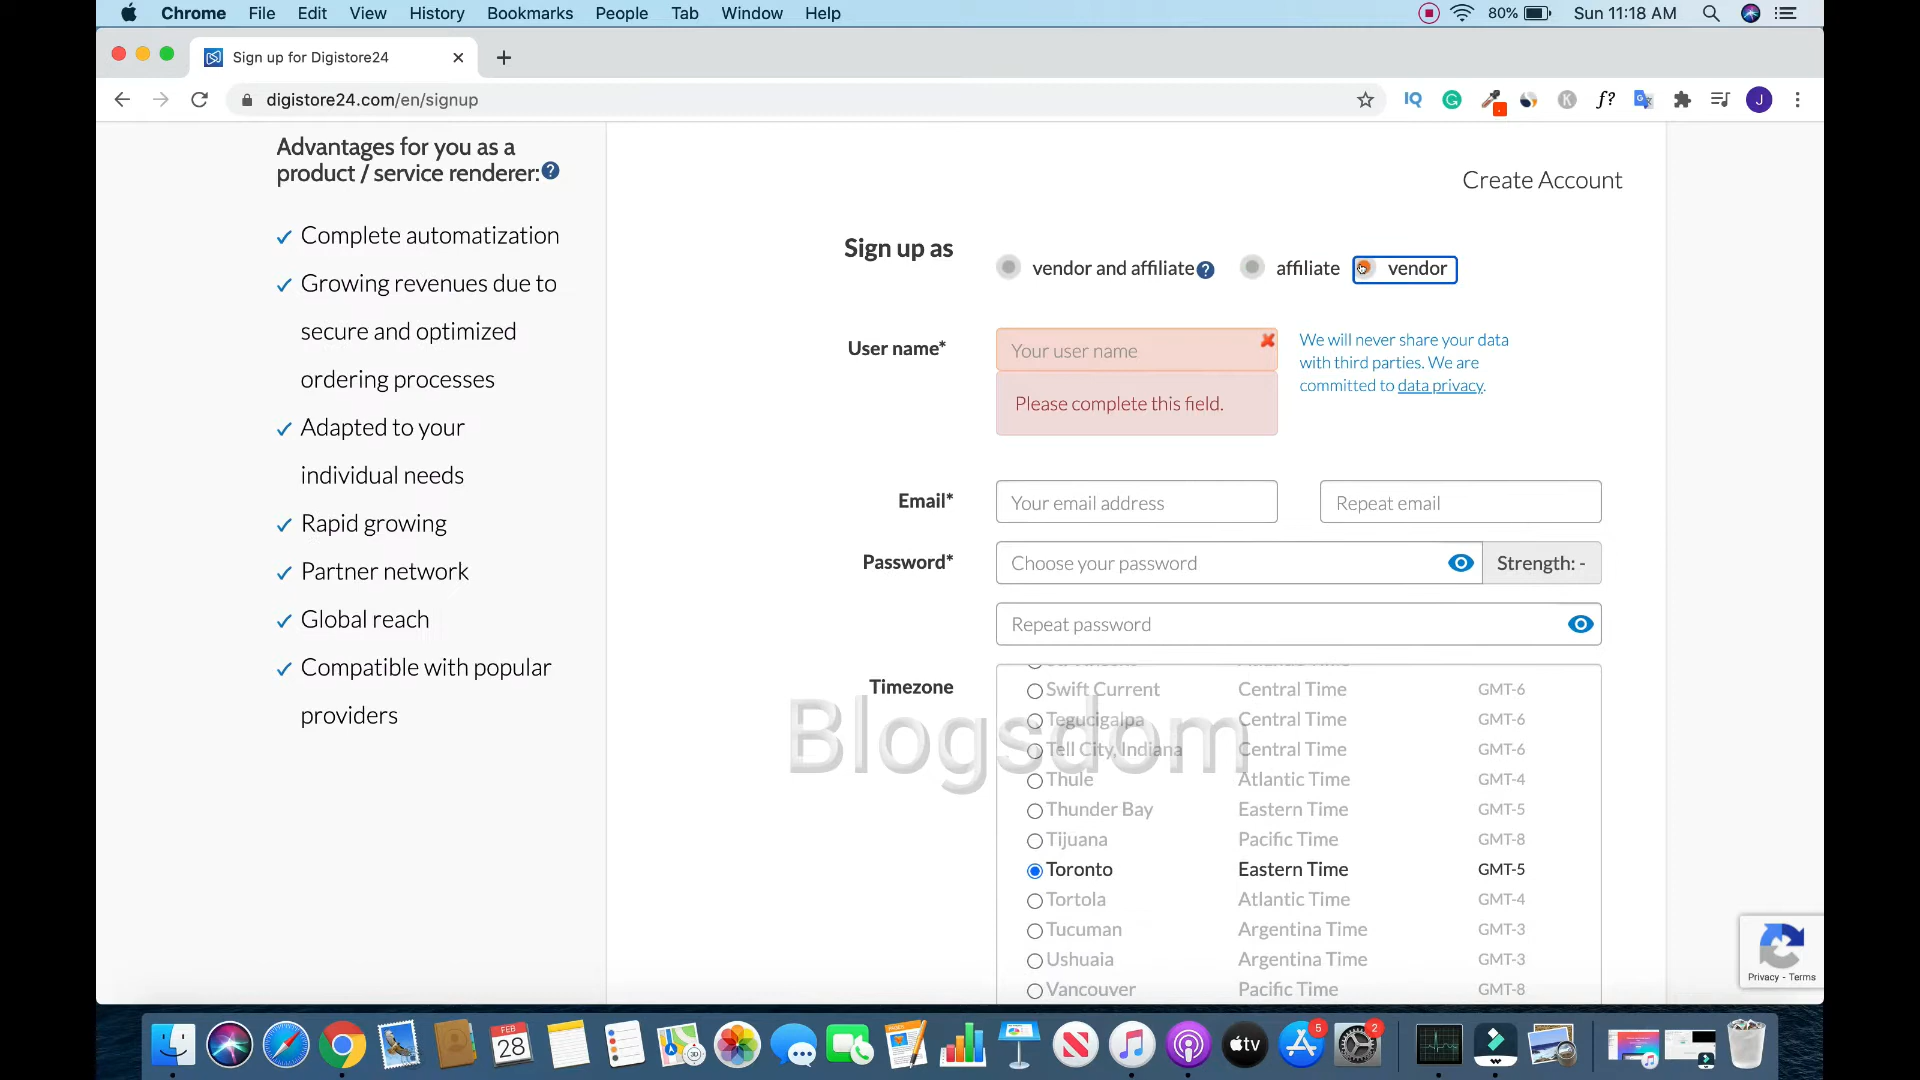 Chrome File Edit View History Bookmarks People Tab Window Help
80% Sun 11:18 AM
Sign up for Digistore24
digistore24.com/en/signup
IQ
f?
J
Advantages for you as a
product / service renderer:
Complete automatization
Growing revenues due to
secure and optimized
ordering processes
Adapted to your
individual needs
Rapid growing
Partner network
Global reach
Compatible with popular
providers
Create Account
Sign up as
vendor and affiliate
affiliate
vendor
User name*
Your user name
Please complete this field.
We will never share your data
with third parties. We are
committed to data privacy.
Email*
Your email address
Repeat email
Password*
Choose your password
Strength: -
Repeat password
Timezone
Swift Current Central Time GMT-6
Tegucigalpa Central Time GMT-6
Tell City, Indiana Central Time GMT-6
Thule Atlantic Time GMT-4
Thunder Bay Eastern Time GMT-5
Tijuana Pacific Time GMT-8
Toronto Eastern Time GMT-5
Tortola Atlantic Time GMT-4
Tucuman Argentina Time GMT-3
Ushuaia Argentina Time GMT-3
Vancouver Pacific Time GMT-8
Blogsdom
Privacy - Terms
FEB
28
tv
5
2